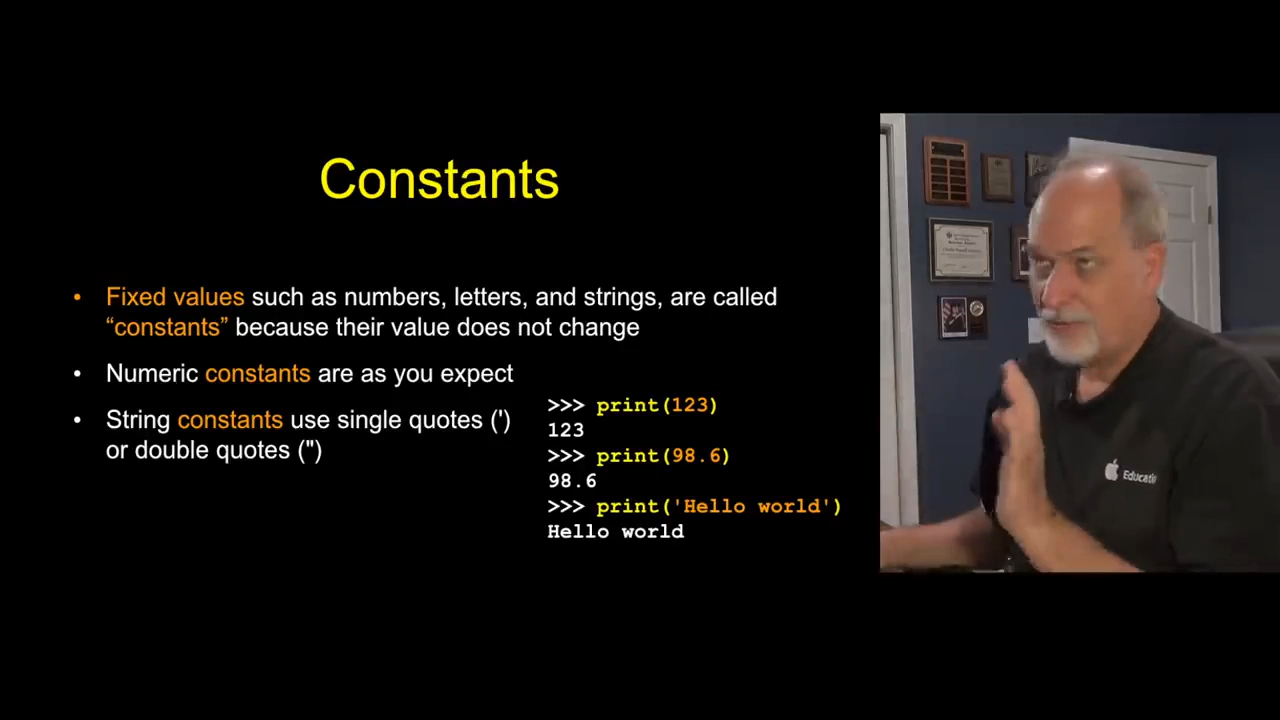 Constants
• Fixed values such as numbers, letters, and strings, are called
“constants” because their value does not change
• Numeric constants are as you expect
• String constants use single quotes (')
or double quotes (")
>>> print(123)
123
>>> print(98.6)
98.6
>>> print('Hello world')
Hello world
Educati